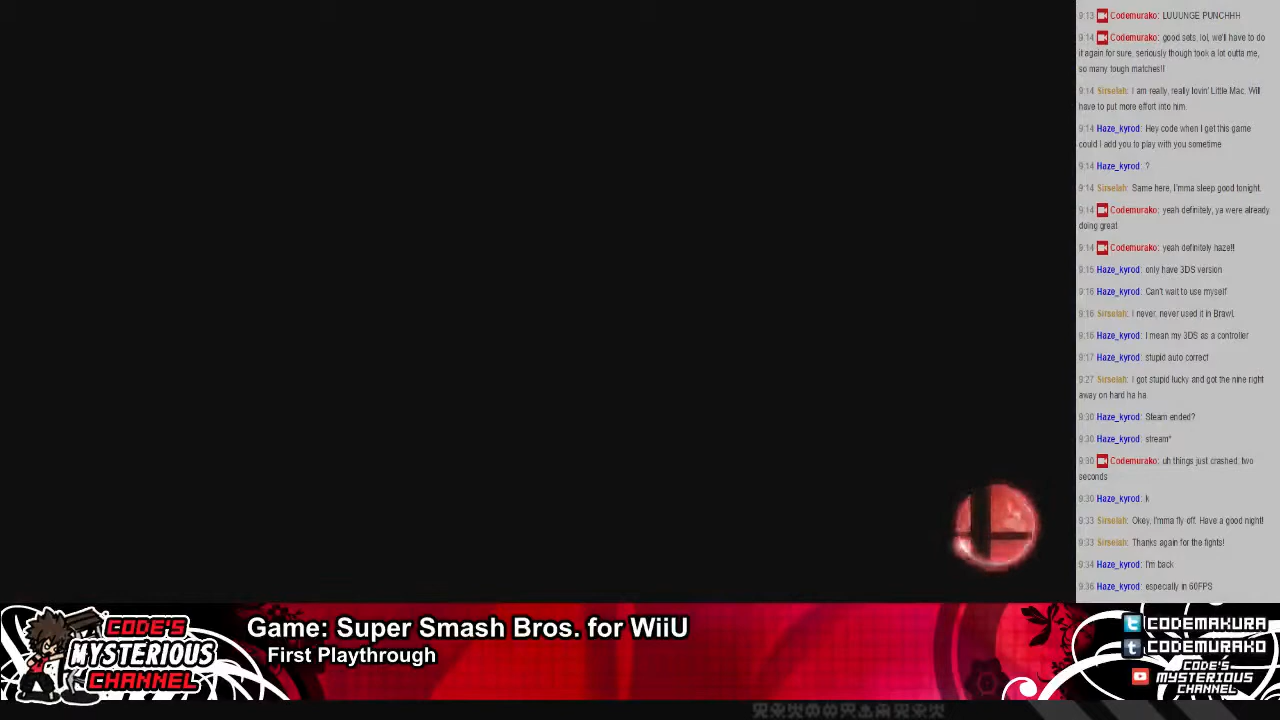 9:13 Codemurako: LUUUNGE PUNCHHH
9:14 Codemurako: good sets, lol, we'll have to do
it again for sure, seriously though took a lot outta me,
so many tough matches!!
9:14 Sirselah: I am really, really lovin' Little Mac. Will
have to put more effort into him.
9:14 Haze_kyrod: Hey code when I get this game
could I add you to play with you sometime
9:14 Haze_kyrod: ?
9:14 Sirselah: Same here, I'mma sleep good tonight.
9:14 Codemurako: yeah definitely, ya were already
doing great
9:14 Codemurako: yeah definitely haze!!
9:15 Haze_kyrod: only have 3DS version
9:16 Haze_kyrod: Can't wait to use myself
9:16 Sirselah: I never, never used it in Brawl.
9:16 Haze_kyrod: I mean my 3DS as a controller
9:17 Haze_kyrod: stupid auto correct
9:27 Sirselah: I got stupid lucky and got the nine right
away on hard ha ha
9:30 Haze_kyrod: Steam ended?
9:30 Haze_kyrod: stream*
9:30 Codemurako: uh things just crashed, two
seconds
9:30 Haze_kyrod: k
9:33 Sirselah: Okey, I'mma fly off. Have a good night!
9:33 Sirselah: Thanks again for the fights!
9:34 Haze_kyrod: I'm back
9:36 Haze_kyrod: especially in 60FPS
CODE'S
MYSTERIOUS
CHANNEL
Game: Super Smash Bros. for WiiU
First Playthrough
CODEMAKURA
CODEMURAKO
CODE'S
MYSTERIOUS
CHANNEL